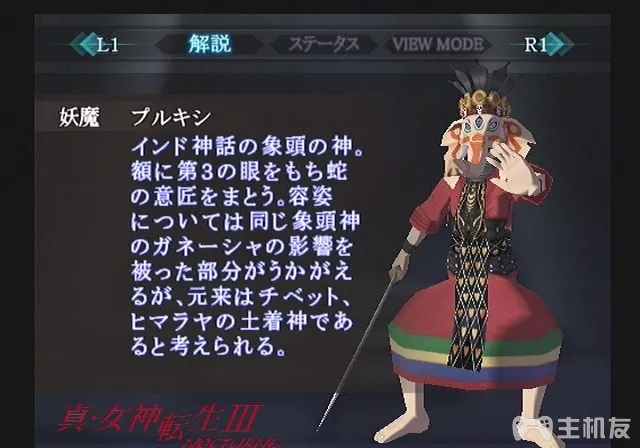 L1 解説 ステータス VIEW MODE R1
妖魔 プルキシ
インド神話の象頭の神。
額に第3の眼をもち蛇
の意匠をまとう。容姿
については同じ象頭神
のガネーシャの影響を
被った部分がうかがえ
るが、元来はチベット、
ヒマラヤの土着神であ
ると考えられる。
真・女神転生III
NOCTURNE
主机友